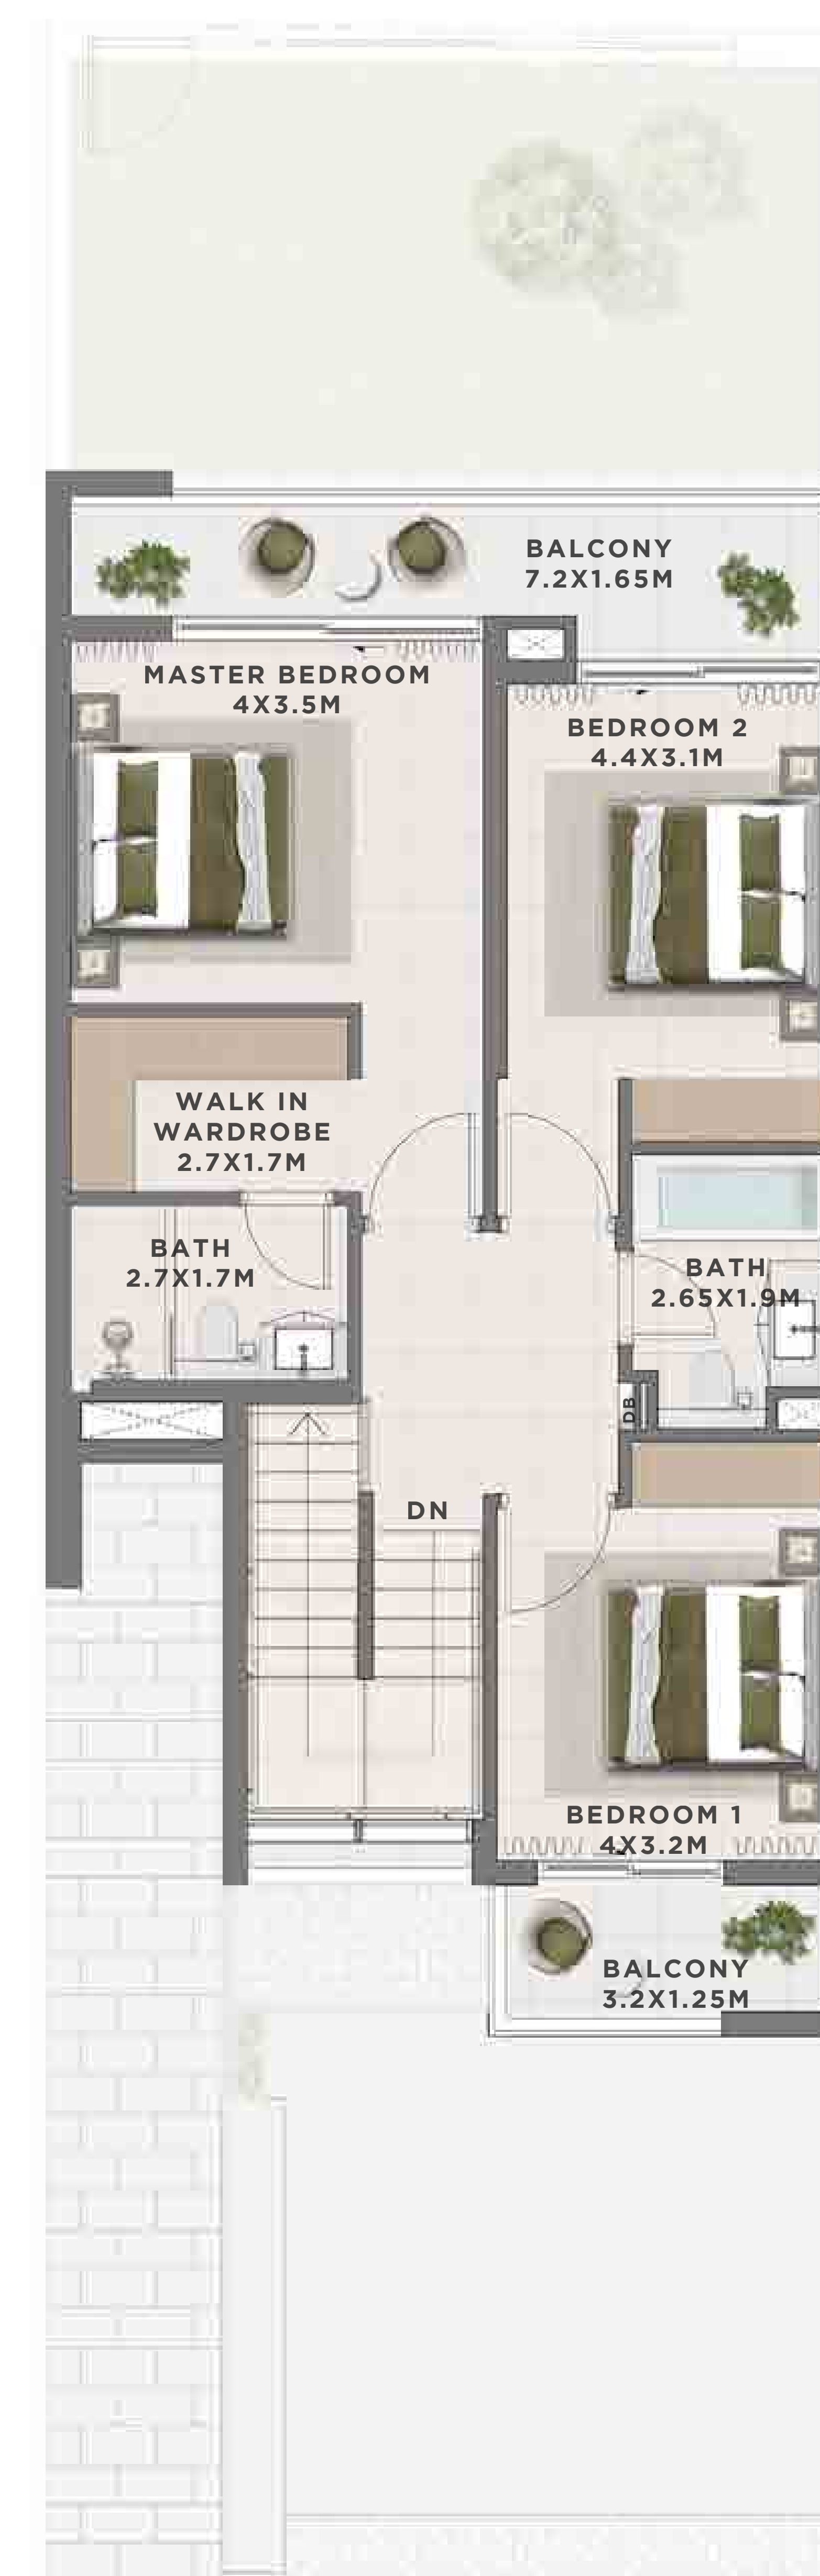 BALCONY
7.2X1.65M
MASTER BEDROOM
4X3.5M
BEDROOM 2
4.4X3.1M
WALK IN
WARDROBE
2.7X1.7M
BATH
2.7X1.7M
BATH
2.65X1.9M
DB
DN
BEDROOM 1
4X3.2M
BALCONY
3.2X1.25M